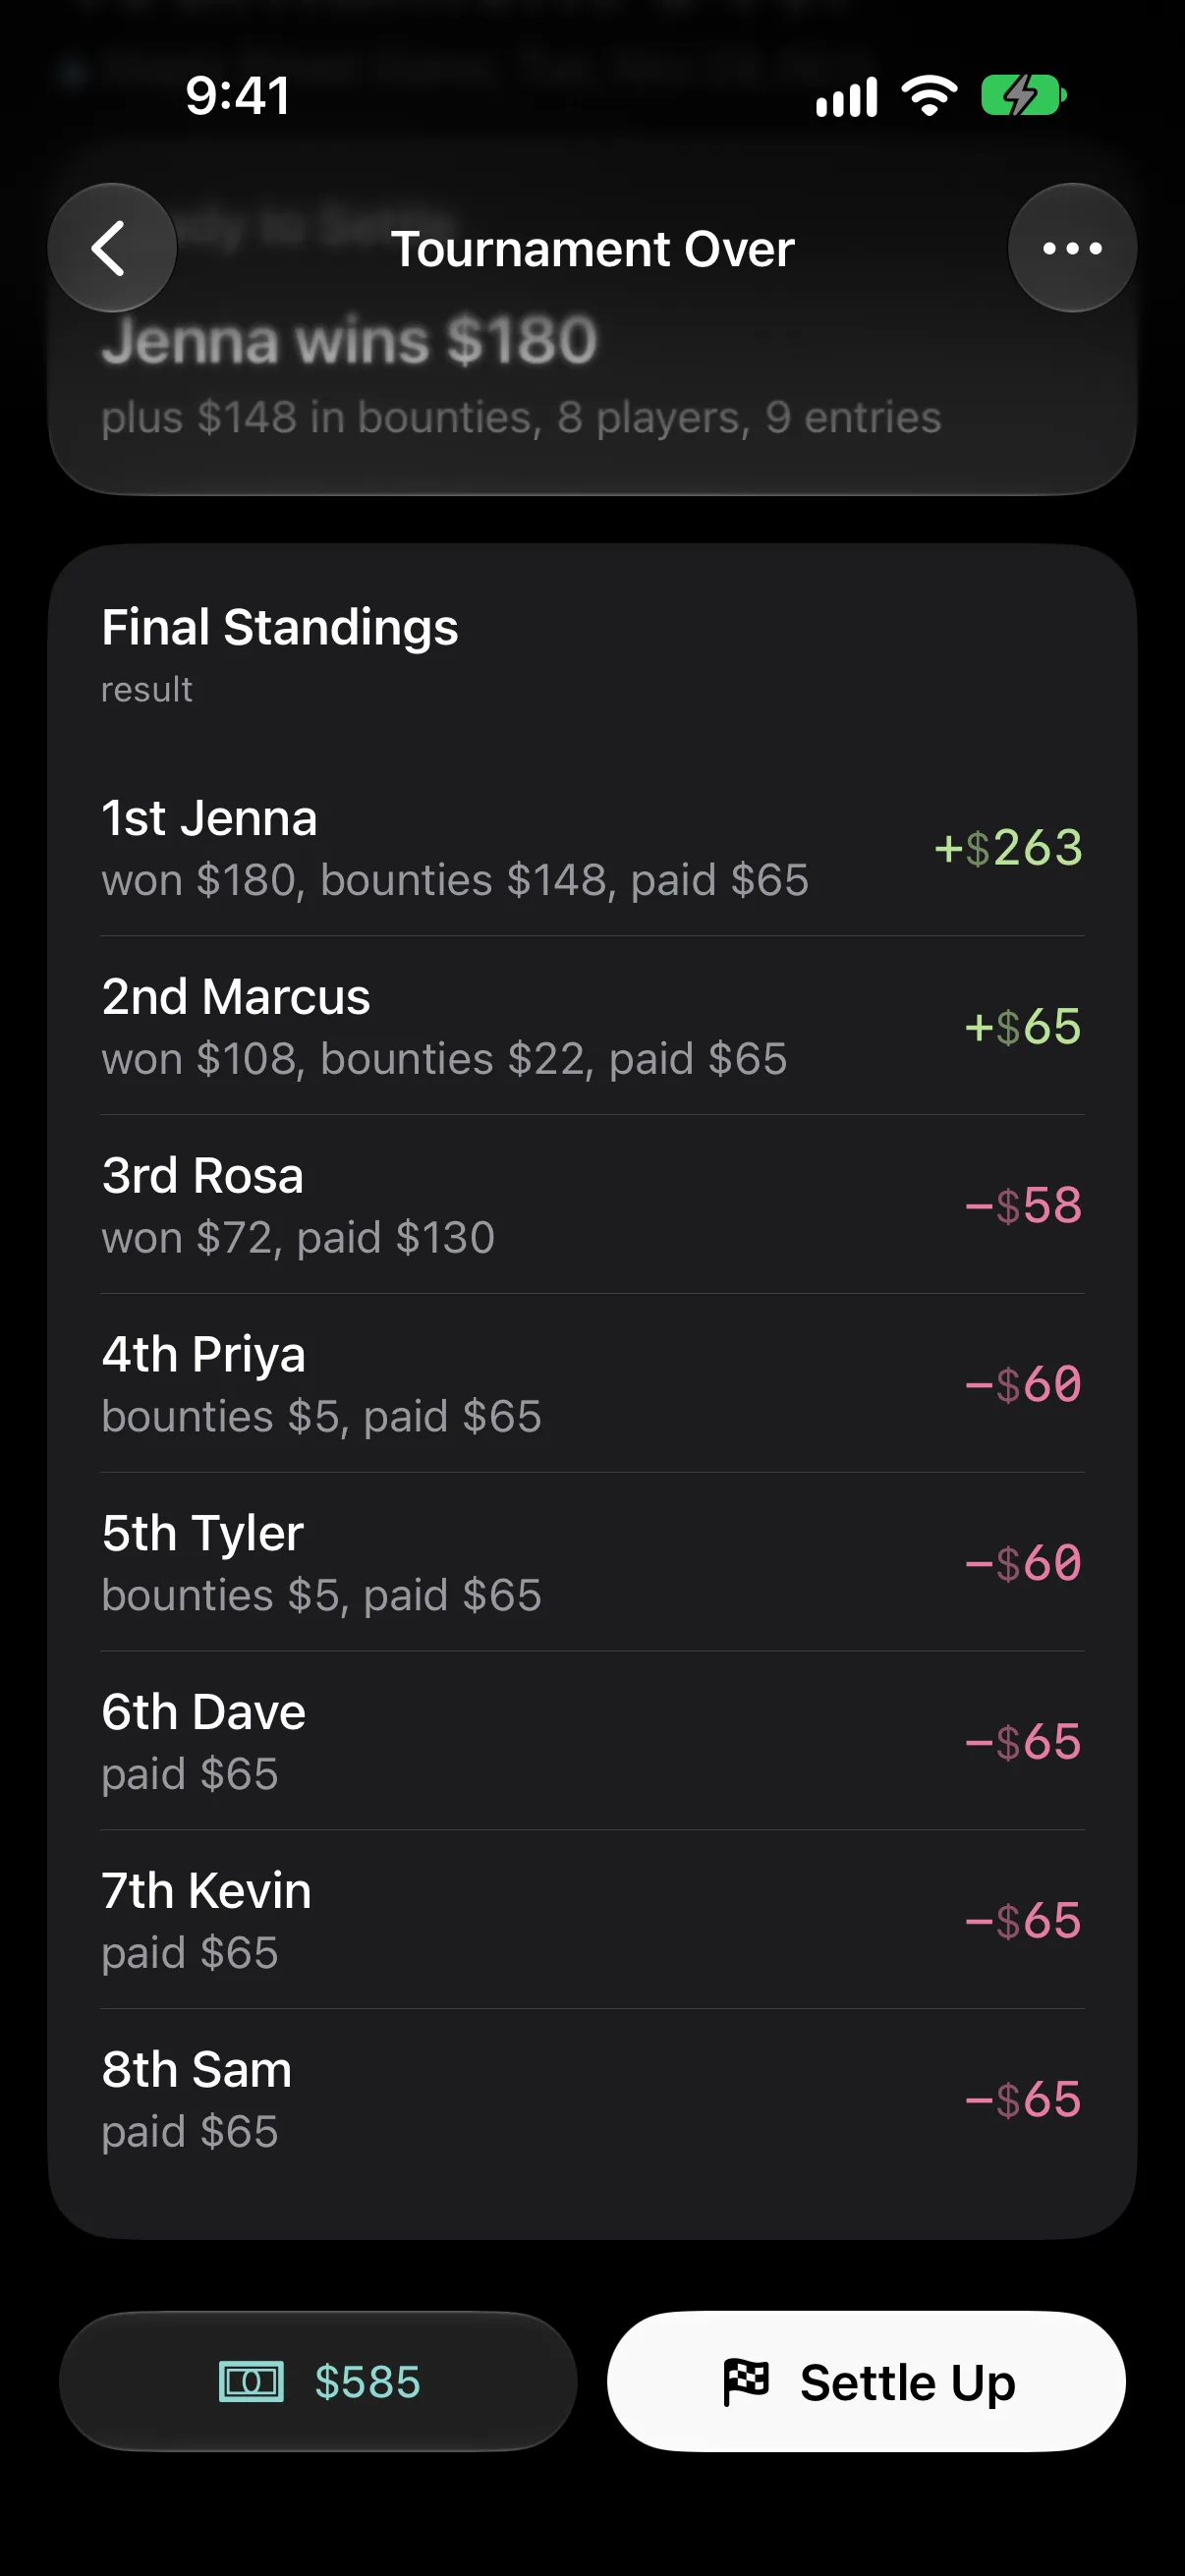 9:41
Tournament Over
Jenna wins $180
plus $148 in bounties, 8 players, 9 entries
Final Standings
result
1st Jenna
won $180, bounties $148, paid $65
+$263
2nd Marcus
won $108, bounties $22, paid $65
+$65
3rd Rosa
won $72, paid $130
−$58
4th Priya
bounties $5, paid $65
−$60
5th Tyler
bounties $5, paid $65
−$60
6th Dave
paid $65
−$65
7th Kevin
paid $65
−$65
8th Sam
paid $65
−$65
$585
Settle Up